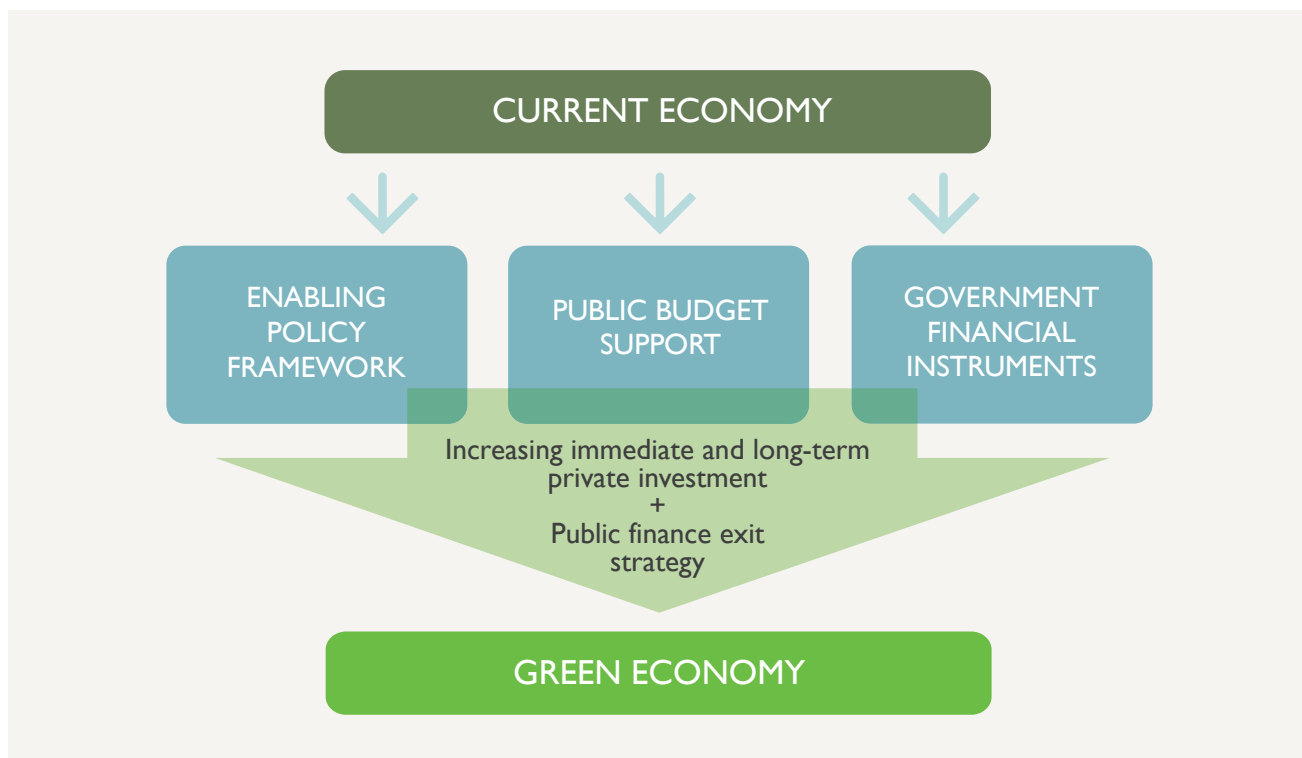 CURRENT ECONOMY
ENABLING
POLICY
FRAMEWORK
PUBLIC BUDGET
SUPPORT
GOVERNMENT
FINANCIAL
INSTRUMENTS
Increasing immediate and long-term
private investment
+
Public finance exit
strategy
GREEN ECONOMY